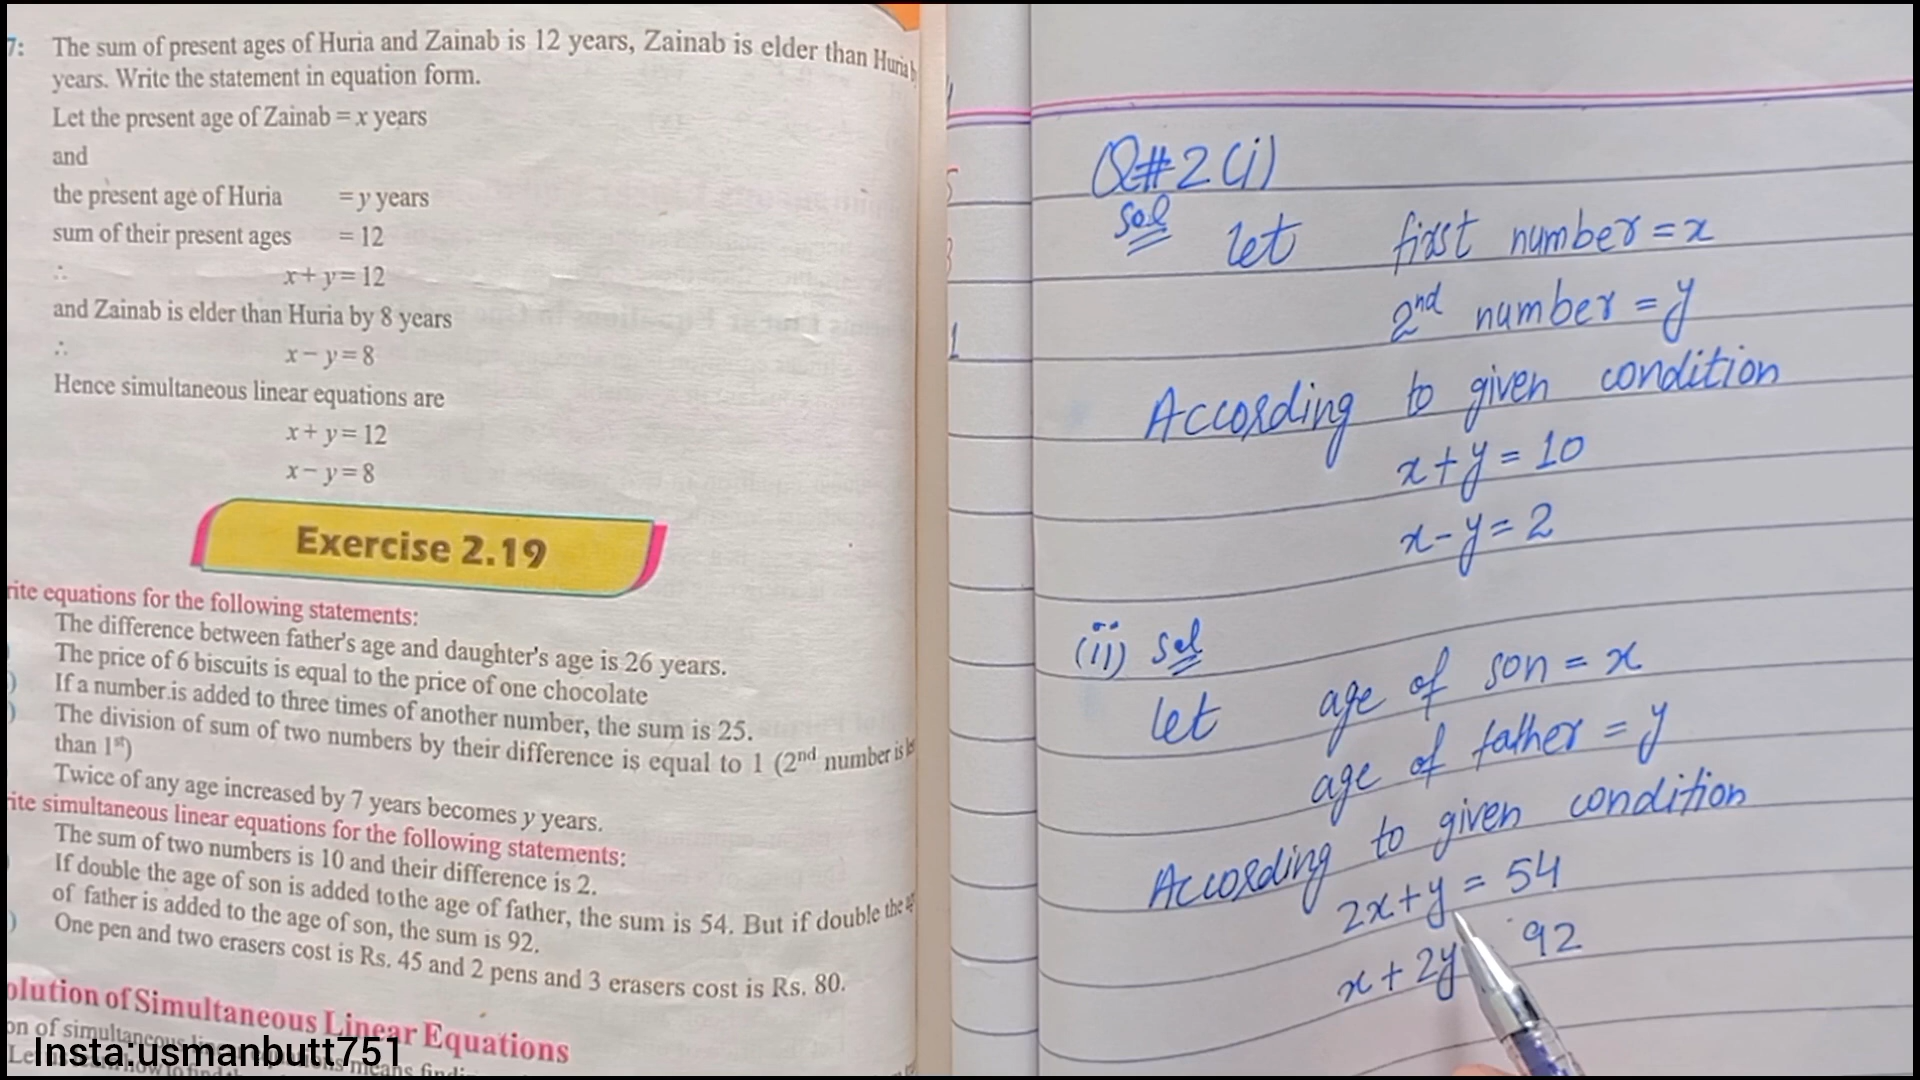 7: The sum of present ages of Huria and Zainab is 12 years, Zainab is elder than Huria
years. Write the statement in equation form.
Let the present age of Zainab = x years
and
the present age of Huria = y years
sum of their present ages = 12
∴ x + y = 12
and Zainab is elder than Huria by 8 years
∴ x − y = 8
Hence simultaneous linear equations are
x + y = 12
x − y = 8
Exercise 2.19
rite equations for the following statements:
The difference between father's age and daughter's age is 26 years.
The price of 6 biscuits is equal to the price of one chocolate
) If a number is added to three times of another number, the sum is 25.
) The division of sum of two numbers by their difference is equal to 1 (2nd number is
than 1st)
Twice of any age increased by 7 years becomes y years.
rite simultaneous linear equations for the following statements:
The sum of two numbers is 10 and their difference is 2.
If double the age of son is added to the age of father, the sum is 54. But if double the
of father is added to the age of son, the sum is 92.
) One pen and two erasers cost is Rs. 45 and 2 pens and 3 erasers cost is Rs. 80.
olution of Simultaneous Linear Equations
on of simultaneous means
Insta:usmanbutt751
Q#2(i)
Sol let first number = x
2nd number = y
According to given condition
x + y = 10
x - y = 2
(ii) Sol
let age of son = x
age of father = y
According to given condition
2x + y = 54
x + 2y 92